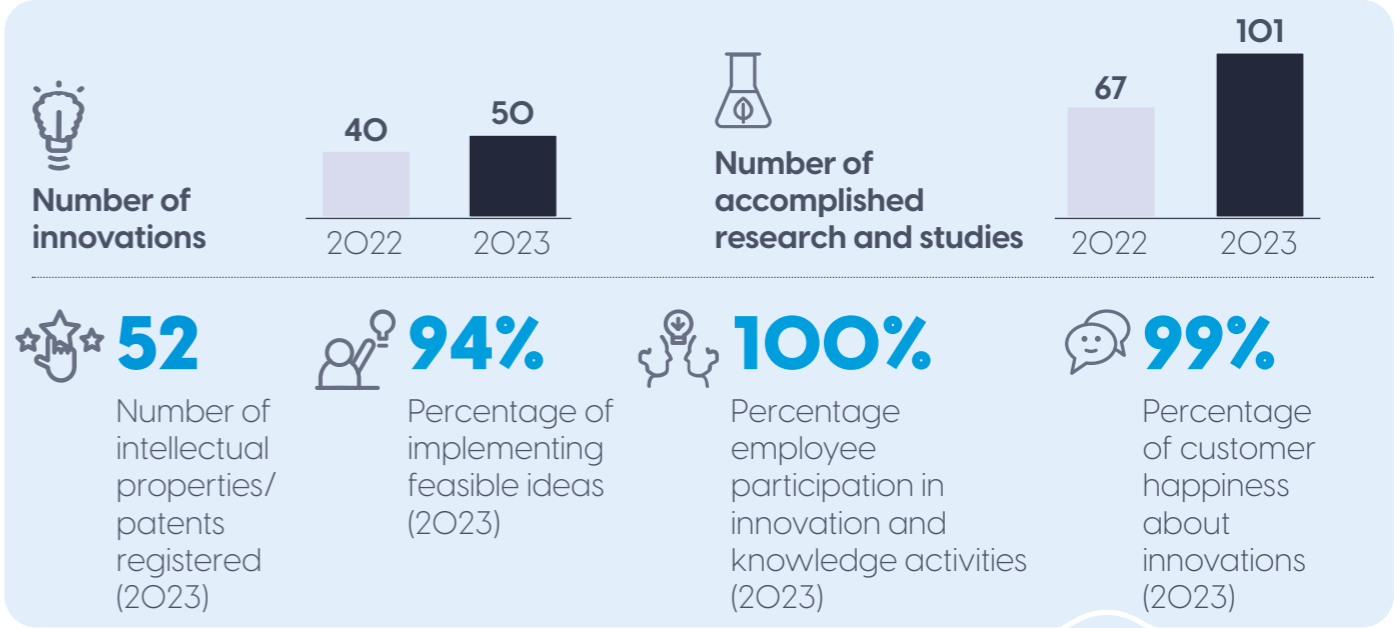 Number of
innovations
40
50
2022
2023
Number of
accomplished
research and studies
67
101
2022
2023
52
Number of
intellectual
properties/
patents
registered
(2023)
94%
Percentage of
implementing
feasible ideas
(2023)
100%
Percentage
employee
participation in
innovation and
knowledge activities
(2023)
99%
Percentage
of customer
happiness
about
innovations
(2023)